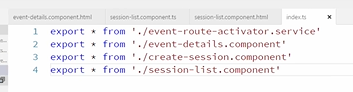 event-details.component.html session-list.component.ts session-list.component.html index.ts ×
1 export * from './event-route-activator.service'
2 export * from './event-details.component'
3 export * from './create-session.component'
4 export * from './session-list.component'